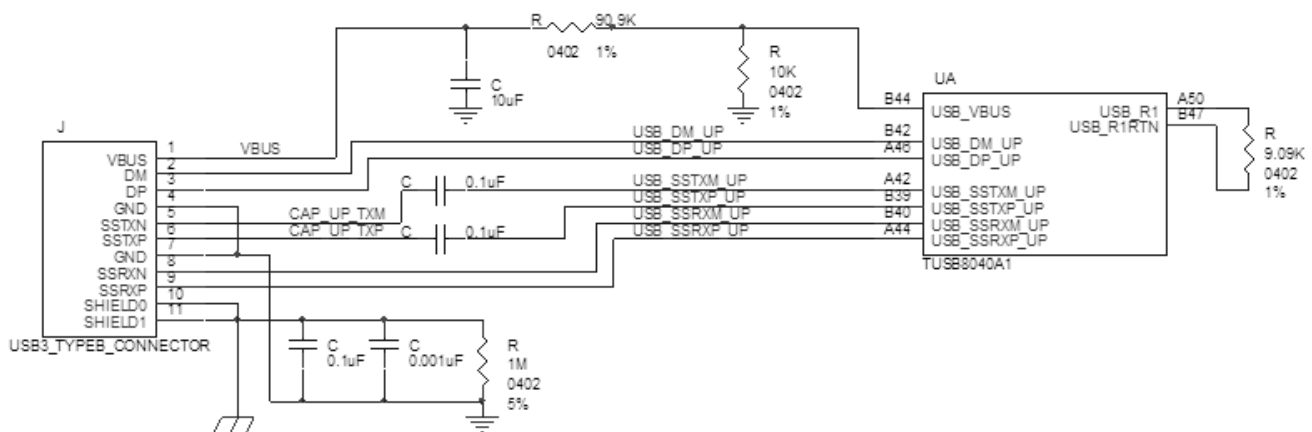 R 90.9K
0402 1%
R
10K
0402
1%
C
10uF
UA
J
1 VBUS
VBUS
2
DM
3
DP
4
GND
5
SSTXN
6
SSTXP
7
GND
8
SSRXN
9
SSRXP
10
SHIELD0
11
SHIELD1
USB3_TYPEB_CONNECTOR
CAP_UP_TXM
CAP_UP_TXP
C 0.1uF
C 0.1uF
USB_DM_UP
USB_DP_UP
USB_SSTXM_UP
USB_SSTXP_UP
USB_SSRXM_UP
USB_SSRXP_UP
B44
B42
A46
A42
B39
B40
A44
USB_VBUS
USB_DM_UP
USB_DP_UP
USB_SSTXM_UP
USB_SSTXP_UP
USB_SSRXM_UP
USB_SSRXP_UP
USB_R1
USB_R1RTN
A50
B47
R
9.09K
0402
1%
TUSB8040A1
C
0.1uF
C
0.001uF
R
1M
0402
5%